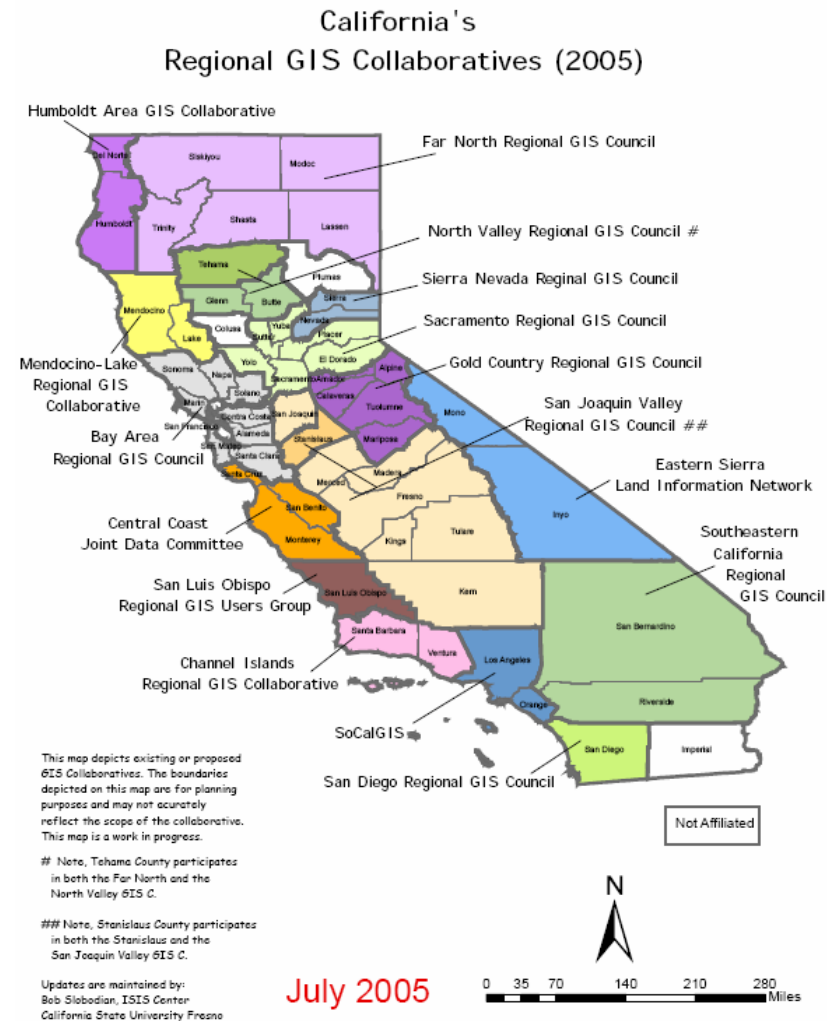 California's
Regional GIS Collaboratives (2005)
Humboldt Area GIS Collaborative
Far North Regional GIS Council
North Valley Regional GIS Council #
Sierra Nevada Reginal GIS Council
Sacramento Regional GIS Council
Gold Country Regional GIS Council
San Joaquin Valley
Regional GIS Council ##
Eastern Sierra
Land Information Network
Southeastern
California
Regional
GIS Council
Mendocino-Lake
Regional GIS
Collaborative
Bay Area
Regional GIS Council
Central Coast
Joint Data Committee
San Luis Obispo
Regional GIS Users Group
Channel Islands
Regional GIS Collaborative
SoCalGIS
San Diego Regional GIS Council
Del Norte
Siskiyou
Modoc
Humboldt
Trinity
Shasta
Lassen
Tehama
Plumas
Glenn
Butte
Sierra
Mendocino
Lake
Colusa
Sutter
Yuba
Nevada
Placer
Yolo
El Dorado
Sonoma
Napa
Solano
Sacramento
Amador
Alpine
Calaveras
Tuolumne
Mono
Marin
San Francisco
Contra Costa
San Joaquin
Alameda
Stanislaus
Mariposa
San Mateo
Santa Clara
Santa Cruz
Merced
Madera
Fresno
San Benito
Monterey
Kings
Tulare
Inyo
San Luis Obispo
Kern
San Bernardino
Santa Barbara
Ventura
Los Angeles
Orange
Riverside
San Diego
Imperial
Not Affiliated
This map depicts existing or proposed
GIS Collaboratives. The boundaries
depicted on this map are for planning
purposes and may not acurately
reflect the scope of the collaborative.
This map is a work in progress.
# Note, Tehama County participates
in both the Far North and the
North Valley GIS C.
## Note, Stanislaus County participates
in both the Stanislaus and the
San Joaquin Valley GIS C.
Updates are maintained by:
Bob Slobodian, ISIS Center
California State University Fresno
July 2005
N
0 35 70 140 210 280
Miles